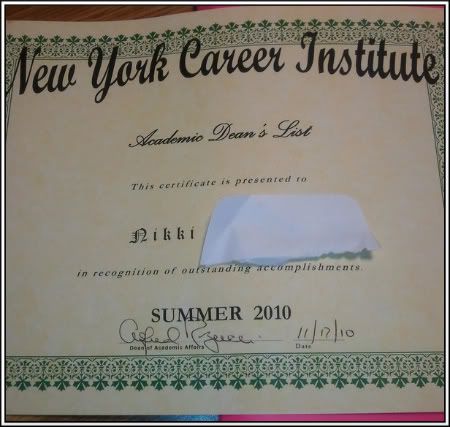 New York Career Institute
Academic Dean's List
This certificate is presented to
Nikki
in recognition of outstanding accomplishments.
SUMMER 2010
11/17/10
Dean of Academic Affairs Date